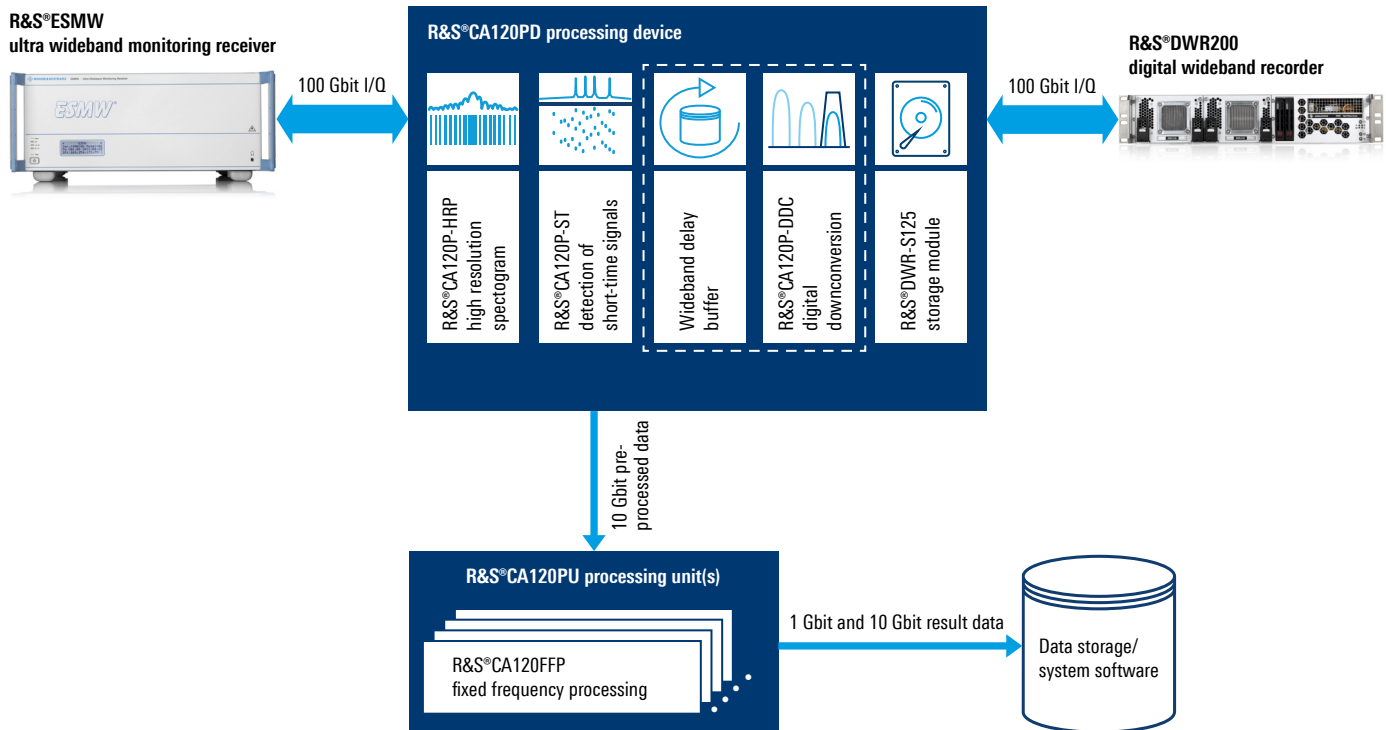 R&S®ESMW
ultra wideband monitoring receiver
100 Gbit I/Q
R&S®CA120PD processing device
R&S®CA120P-HRP
high resolution
spectogram
R&S®CA120P-ST
detection of
short-time signals
Wideband delay
buffer
R&S®CA120P-DDC
digital
downconversion
R&S®DWR-S125
storage module
100 Gbit I/Q
R&S®DWR200
digital wideband recorder
ESMW
10 Gbit pre-
processed data
R&S®CA120PU processing unit(s)
R&S®CA120FFP
fixed frequency processing
1 Gbit and 10 Gbit result data
Data storage/
system software